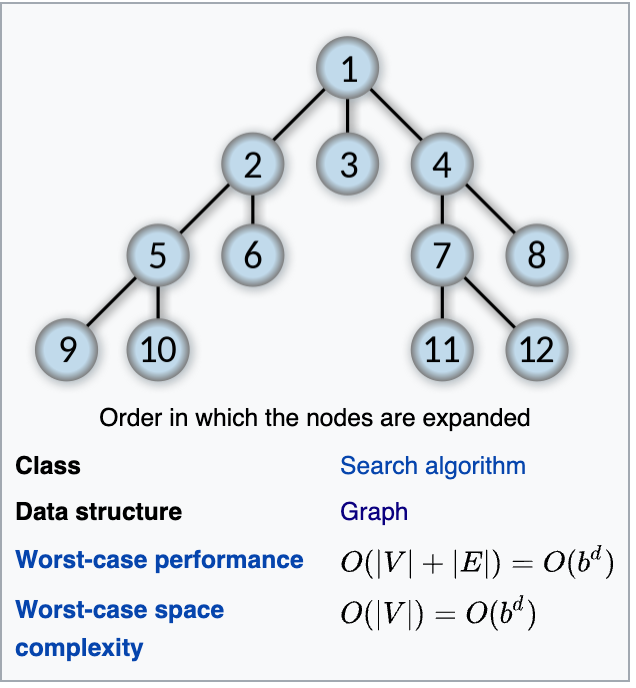 1
2 3 4
5 6 7 8
9 10 11 12
Order in which the nodes are expanded
Class Search algorithm
Data structure Graph
Worst-case performance O(|V| + |E|) = O(b^d)
Worst-case space O(|V|) = O(b^d)
complexity